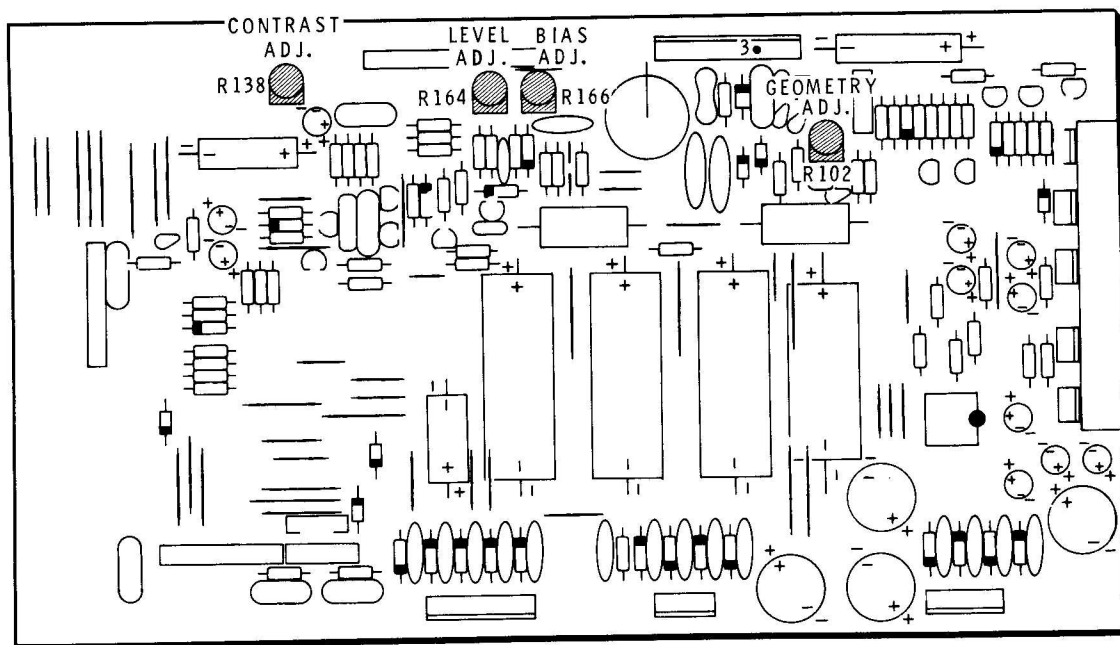 CONTRAST
ADJ.
R138
LEVEL
ADJ.
R164
BIAS
ADJ.
R166
3
GEOMETRY
ADJ.
R102